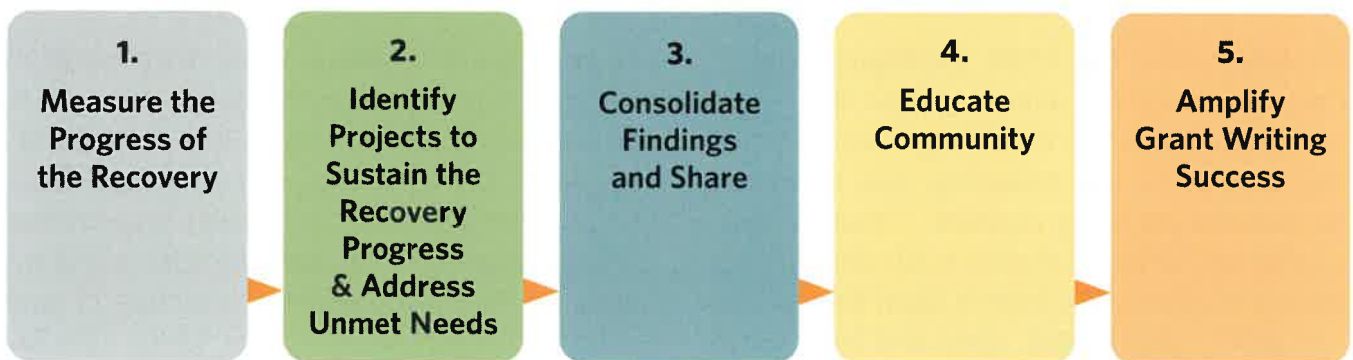 1.
Measure the
Progress of
the Recovery
2.
Identify
Projects to
Sustain the
Recovery
Progress
& Address
Unmet Needs
3.
Consolidate
Findings
and Share
4.
Educate
Community
5.
Amplify
Grant Writing
Success